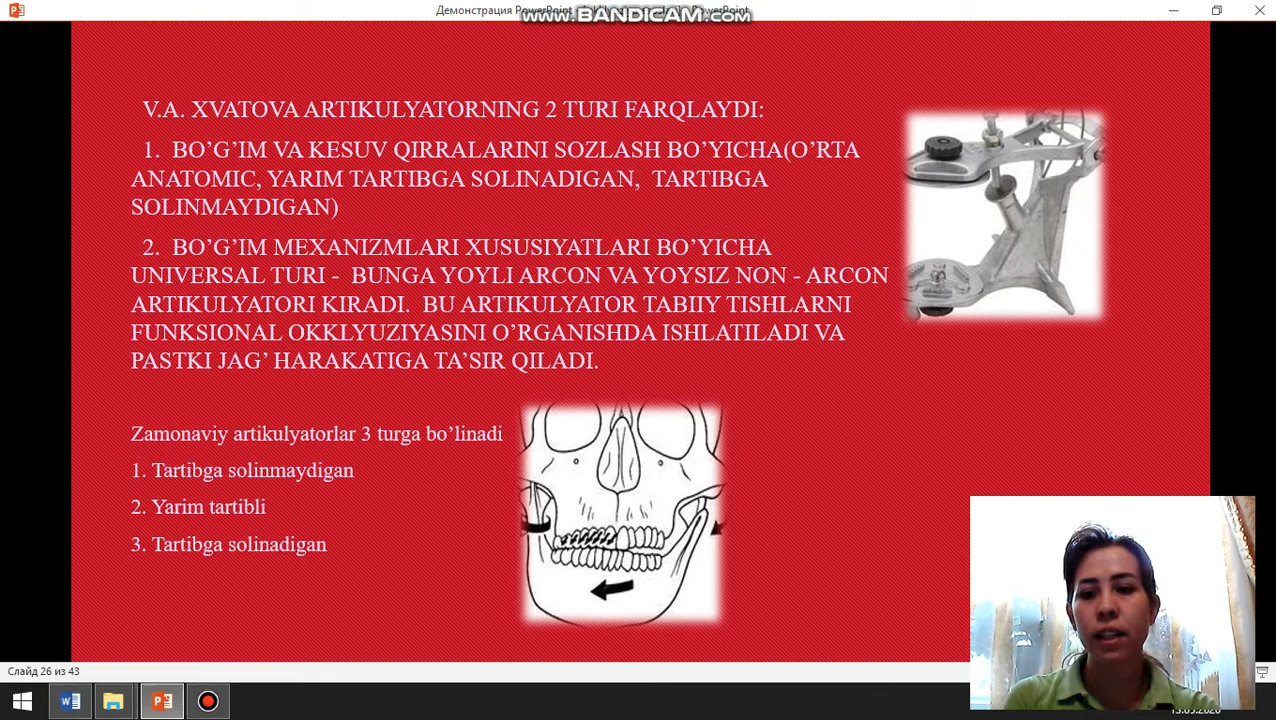 Демонстрация PowerPoint
www.BANDICAM.com
V.A. XVATOVA ARTIKULYATORNING 2 TURI FARQLAYDI:
1. BO’G’IM VA KESUV QIRRALARINI SOZLASH BO’YICHA(O’RTA
ANATOMIC, YARIM TARTIBGA SOLINADIGAN, TARTIBGA
SOLINMAYDIGAN)
2. BO’G’IM MEXANIZMLARI XUSUSIYATLARI BO’YICHA
UNIVERSAL TURI - BUNGA YOYLI ARCON VA YOYSIZ NON - ARCON
ARTIKULYATORI KIRADI. BU ARTIKULYATOR TABIIY TISHLARNI
FUNKSIONAL OKKLYUZIYASINI O’RGANISHDA ISHLATILADI VA
PASTKI JAG’ HARAKATIGA TA’SIR QILADI.
Zamonaviy artikulyatorlar 3 turga bo’linadi
1. Tartibga solinmaydigan
2. Yarim tartibli
3. Tartibga solinadigan
Слайд 26 из 43
13.05.2020